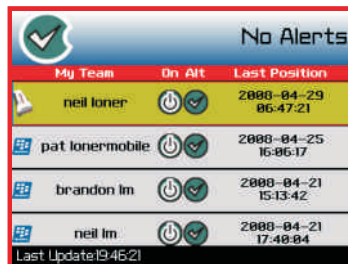 No Alerts
My Team On Alt Last Position
neil loner 2008-04-29
06:47:21
pat lonermobile 2008-04-25
16:06:17
brandon lm 2008-04-21
15:13:42
neil lm 2008-04-21
17:40:04
Last Update:19:46:21